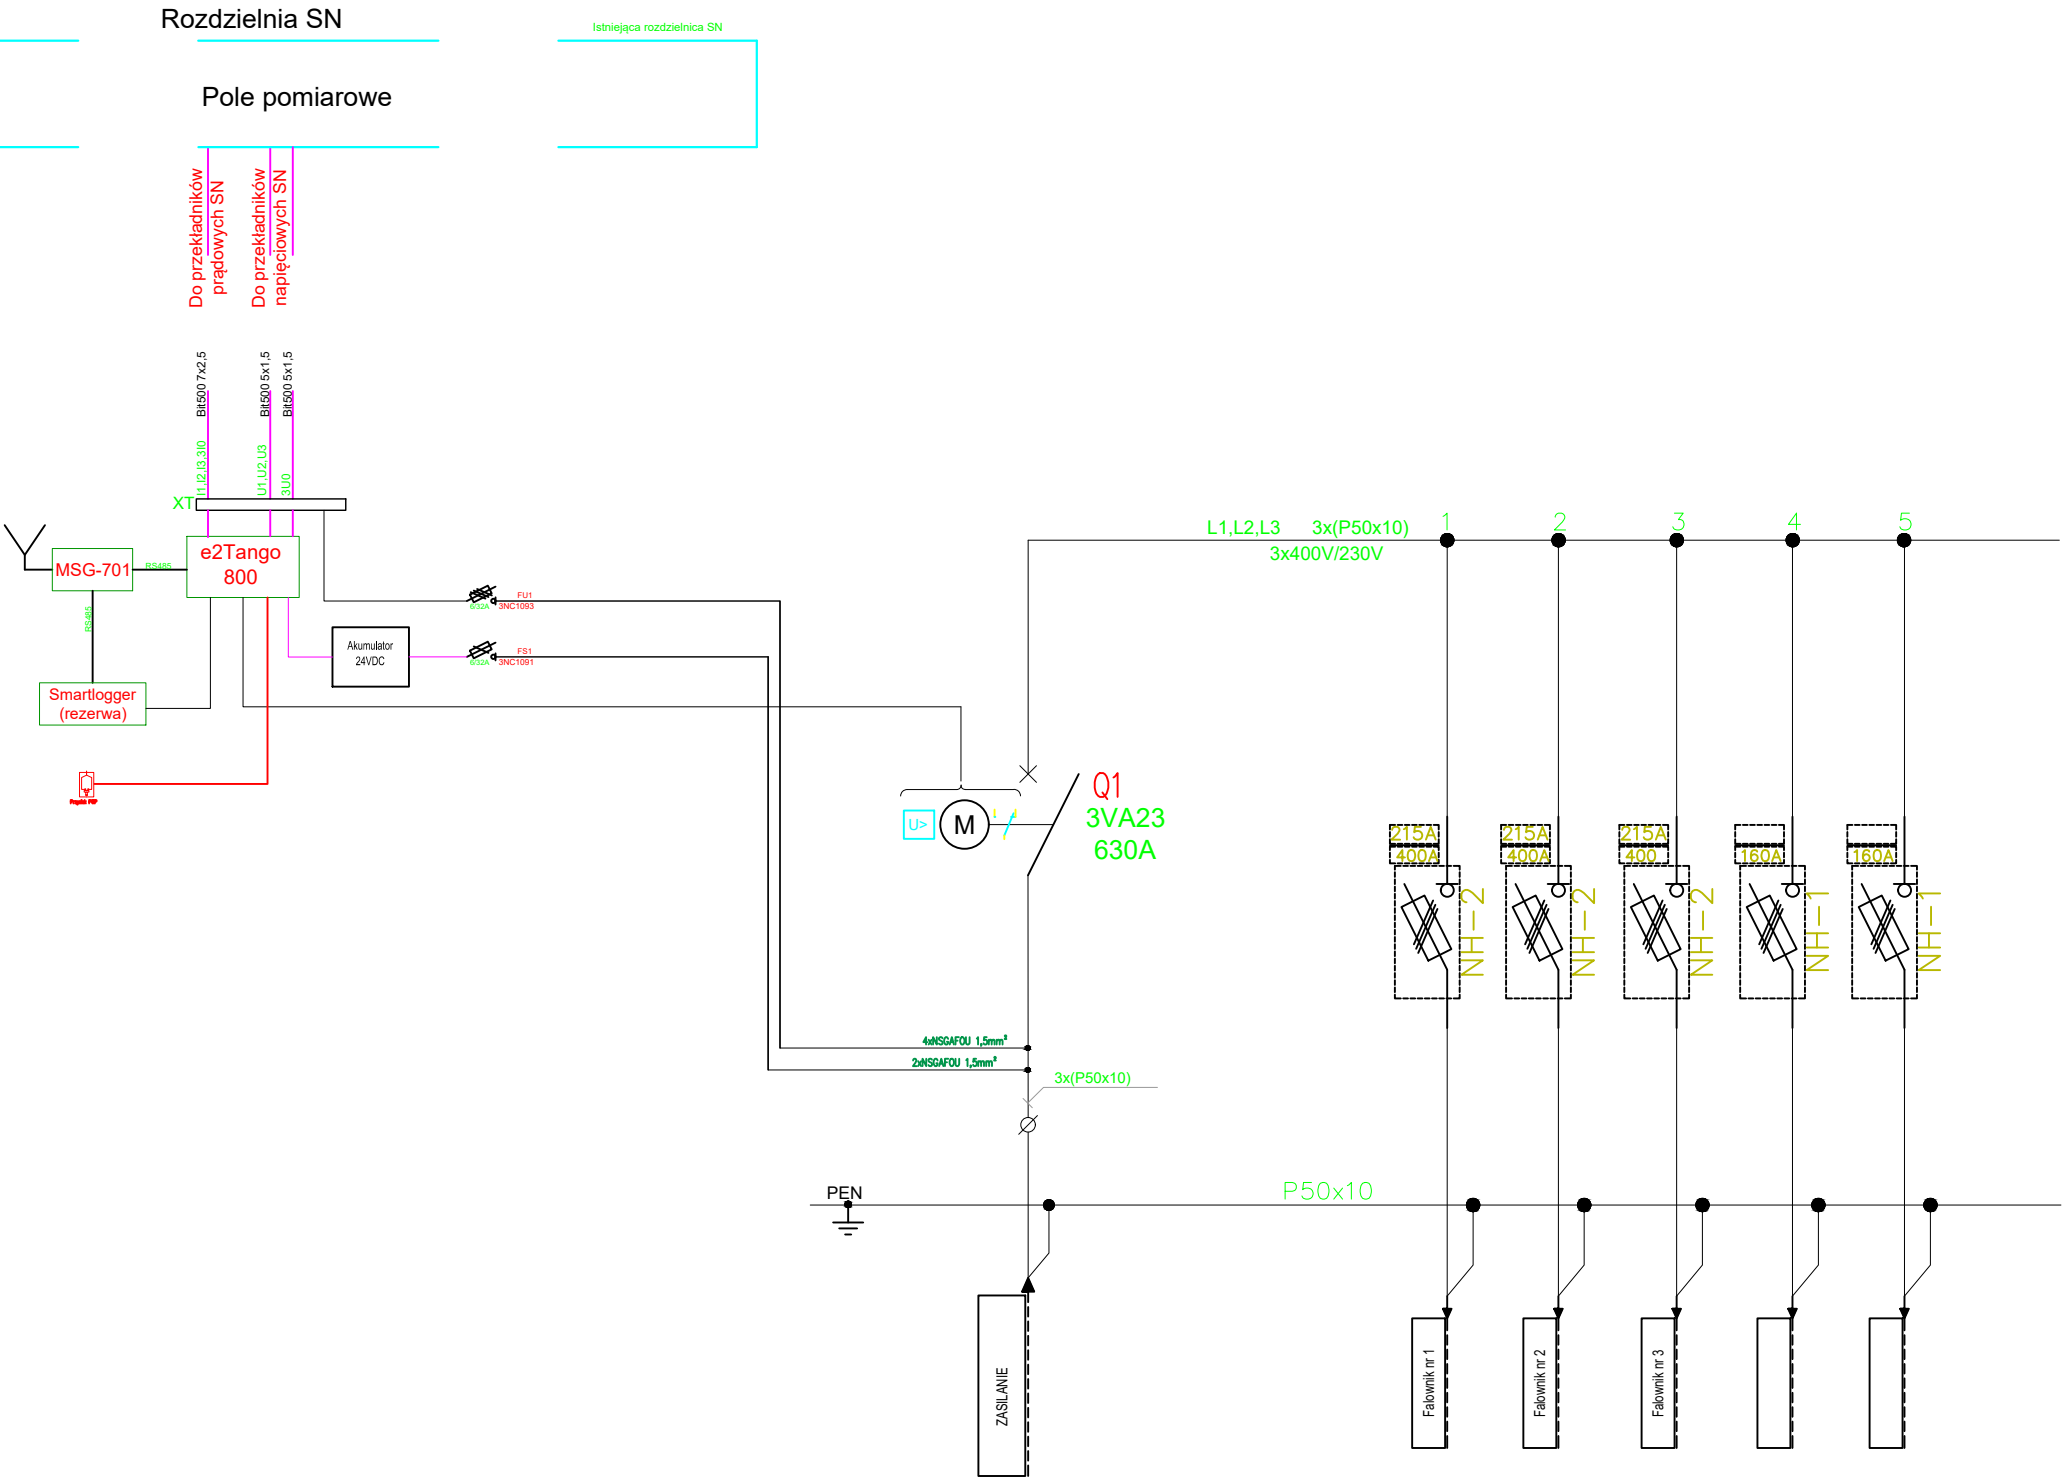 Rozdzielnia SN
Istniejąca rozdzielnica SN
Pole pomiarowe
Do przekładników
prądowych SN
Do przekładników
napięciowych SN
Bit500 7x2,5
Bit500 5x1,5
Bit500 5x1,5
I1,I2,I3,3I0
U1,U2,U3
3U0
XT
e2Tango
800
MSG-701
RS485
RS485
Smartlogger
(rezerwa)
Akumulator
24VDC
FU1
6/32A
3NC1093
FS1
6/32A
3NC1091
L1,L2,L3 3x(P50x10)
3x400V/230V
1
2
3
4
5
U>
M
Q1
3VA23
630A
215A
400A
NH-2
215A
400A
NH-2
215A
400
NH-2
160A
NH-1
160A
NH-1
4xNSGAFOU 1,5mm²
2xNSGAFOU 1,5mm²
3x(P50x10)
PEN
P50x10
ZASILANIE
Falownik nr 1
Falownik nr 2
Falownik nr 3